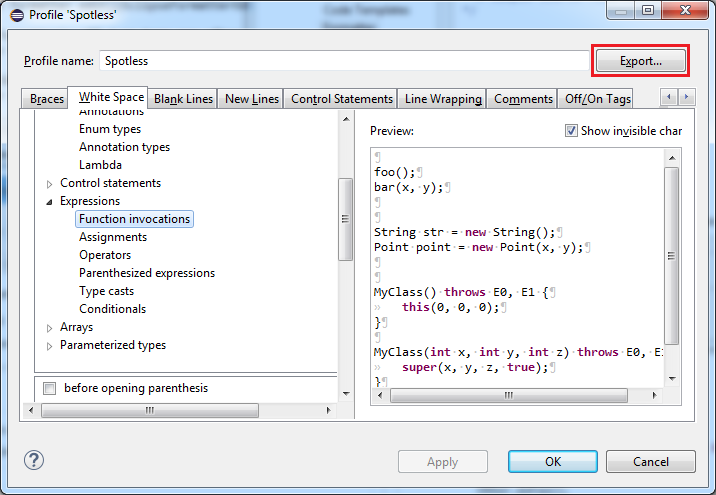 Code Templates
Profile 'Spotless'
Profile name: Spotless Export...
Braces White Space Blank Lines New Lines Control Statements Line Wrapping Comments Off/On Tags
Annotations
Enum types
Annotation types
Lambda
Control statements
Expressions
Function invocations
Assignments
Operators
Parenthesized expressions
Type casts
Conditionals
Arrays
Parameterized types
before opening parenthesis
Preview: Show invisible char
¶
foo();¶
bar(x,·y);¶
¶
¶
String·str·=·new·String();¶
Point·point·=·new·Point(x,·y);¶
¶
¶
MyClass()·throws·E0,·E1·{¶
» this(0,·0,·0);¶
}¶
¶
MyClass(int·x,·int·y,·int·z)·throws·E0,·E1
» super(x,·y,·z,·true);¶
}¶
Apply OK Cancel